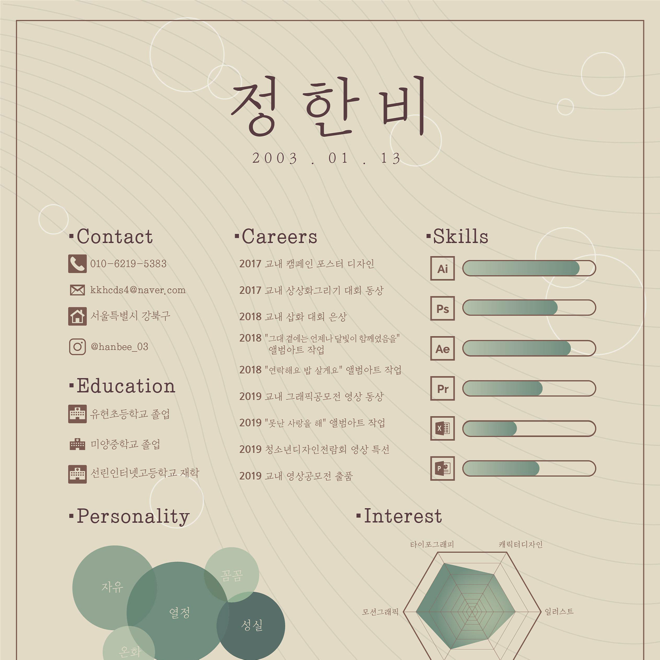 정한비
2003 . 01 . 13
▪Contact
010-6219-5383
kkhcds4@naver.com
서울특별시 강북구
@hanbee_03
▪Education
유현초등학교 졸업
미양중학교 졸업
선린인터넷고등학교 재학
▪Careers
2017 교내 캠페인 포스터 디자인
2017 교내 상상화그리기 대회 동상
2018 교내 삽화 대회 은상
2018 "그대 곁에는 언제나 달빛이 함께였음을"
앨범아트 작업
2018 "연락해요 밥 살게요" 앨범아트 작업
2019 교내 그래픽공모전 영상 동상
2019 "못난 사랑을 해" 앨범아트 작업
2019 청소년디자인전람회 영상 특선
2019 교내 영상공모전 출품
▪Skills
Ai
Ps
Ae
Pr
X
P
▪Personality
자유
꼼꼼
열정
성실
온화
▪Interest
타이포그래피
캐릭터디자인
모션그래픽
일러스트